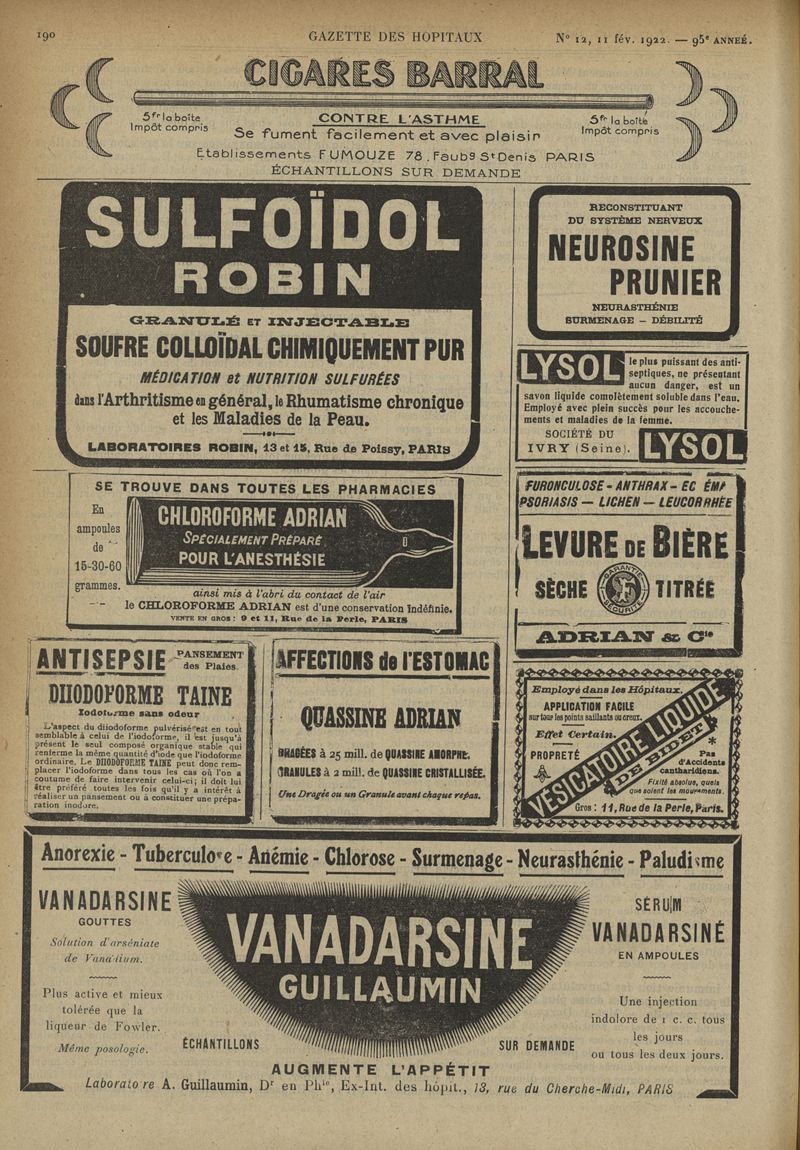 190
GAZETTE DES HOPITAUX
Nº 12, 11 fév. 1922. — 95e ANNEÉ.
CIGARES BARRAL
5fr la boîte
Impôt compris
CONTRE L'ASTHME
Se fument facilement et avec plaisir
5fr la boîte
Impôt compris
Etablissements FUMOUZE 78, Faubg St Denis PARIS
ÉCHANTILLONS SUR DEMANDE
SULFOÏDOL
ROBIN
GRANULÉ ET INJECTABLE
SOUFRE COLLOÏDAL CHIMIQUEMENT PUR
MÉDICATION et NUTRITION SULFURÉES
dans l'Arthritisme en général, le Rhumatisme chronique
et les Maladies de la Peau.
LABORATOIRES ROBIN, 13 et 15, Rue de Poissy, PARIS
RECONSTITUANT
DU SYSTÈME NERVEUX
NEUROSINE
PRUNIER
NEURASTHÉNIE
SURMENAGE — DÉBILITÉ
LYSOL
le plus puissant des anti-
septiques, ne présentant
aucun danger, est un
savon liquide complètement soluble dans l'eau.
Employé avec plein succès pour les accouche-
ments et maladies de la femme.
SOCIÉTÉ DU
IVRY (Seine).
LYSOL
SE TROUVE DANS TOUTES LES PHARMACIES
En
ampoules
de
15-30-60
grammes.
CHLOROFORME ADRIAN
SPÉCIALEMENT PRÉPARÉ
POUR L'ANESTHÉSIE
ainsi mis à l'abri du contact de l'air
le CHLOROFORME ADRIAN est d'une conservation Indéfinie.
VENTE EN GROS : 9 et 11, Rue de la Perle, PARIS
FURONCULOSE - ANTHRAX - EC ÉMA
PSORIASIS — LICHEN — LEUCORRHÉE
LEVURE DE BIÈRE
SÈCHE
GARANTIE
SÉCURITÉ
TITRÉE
ADRIAN & Cie
ANTISEPSIE
PANSEMENT
des Plaies
DIIODOFORME TAINE
Iodoforme sans odeur
L'aspect du diiodoforme pulvérisé est en tout
semblable à celui de l'iodoforme, il est jusqu'à
présent le seul composé organique stable qui
renferme la même quantité d'iode que l'iodoforme
ordinaire. Le DIIODOFORME TAINE peut donc rem-
placer l'iodoforme dans tous les cas où l'on a
coutume de faire intervenir celui-ci; il doit lui
être préféré toutes les fois qu'il y a intérêt à
réaliser un pansement ou à constituer une prépa-
ration inodore.
AFFECTIONS de l'ESTOMAC
QUASSINE ADRIAN
DRAGÉES à 25 mill. de QUASSINE AMORPHE.
GRANULES à 2 mill. de QUASSINE CRISTALLISÉE.
Une Dragée ou un Granule avant chaque repas.
Employé dans les Hôpitaux.
APPLICATION FACILE
sur tous les points saillants ou creux.
Effet Certain.
PROPRETÉ
VÉSICATOIRE LIQUIDE
DE BIDET
Pas
d'Accidents
cantharidiens.
Fixité absolue, quels
que soient les mouvements.
Gros : 11, Rue de la Perle, Paris.
Anorexie - Tuberculose - Anémie - Chlorose - Surmenage - Neurasthénie - Paludisme
VANADARSINE
GOUTTES
Solution d'arséniate
de Vanadium.
Plus active et mieux
tolérée que la
liqueur de Fowler.
Même posologie.
VANADARSINE
GUILLAUMIN
SÉRUM
VANADARSINÉ
EN AMPOULES
Une injection
indolore de 1 c. c. tous
les jours
ou tous les deux jours.
ÉCHANTILLONS
SUR DEMANDE
AUGMENTE L'APPÉTIT
Laborato re A. Guillaumin, Dr en Phie, Ex-Int. des hôpit., 13, rue du Cherche-Midi, PARIS